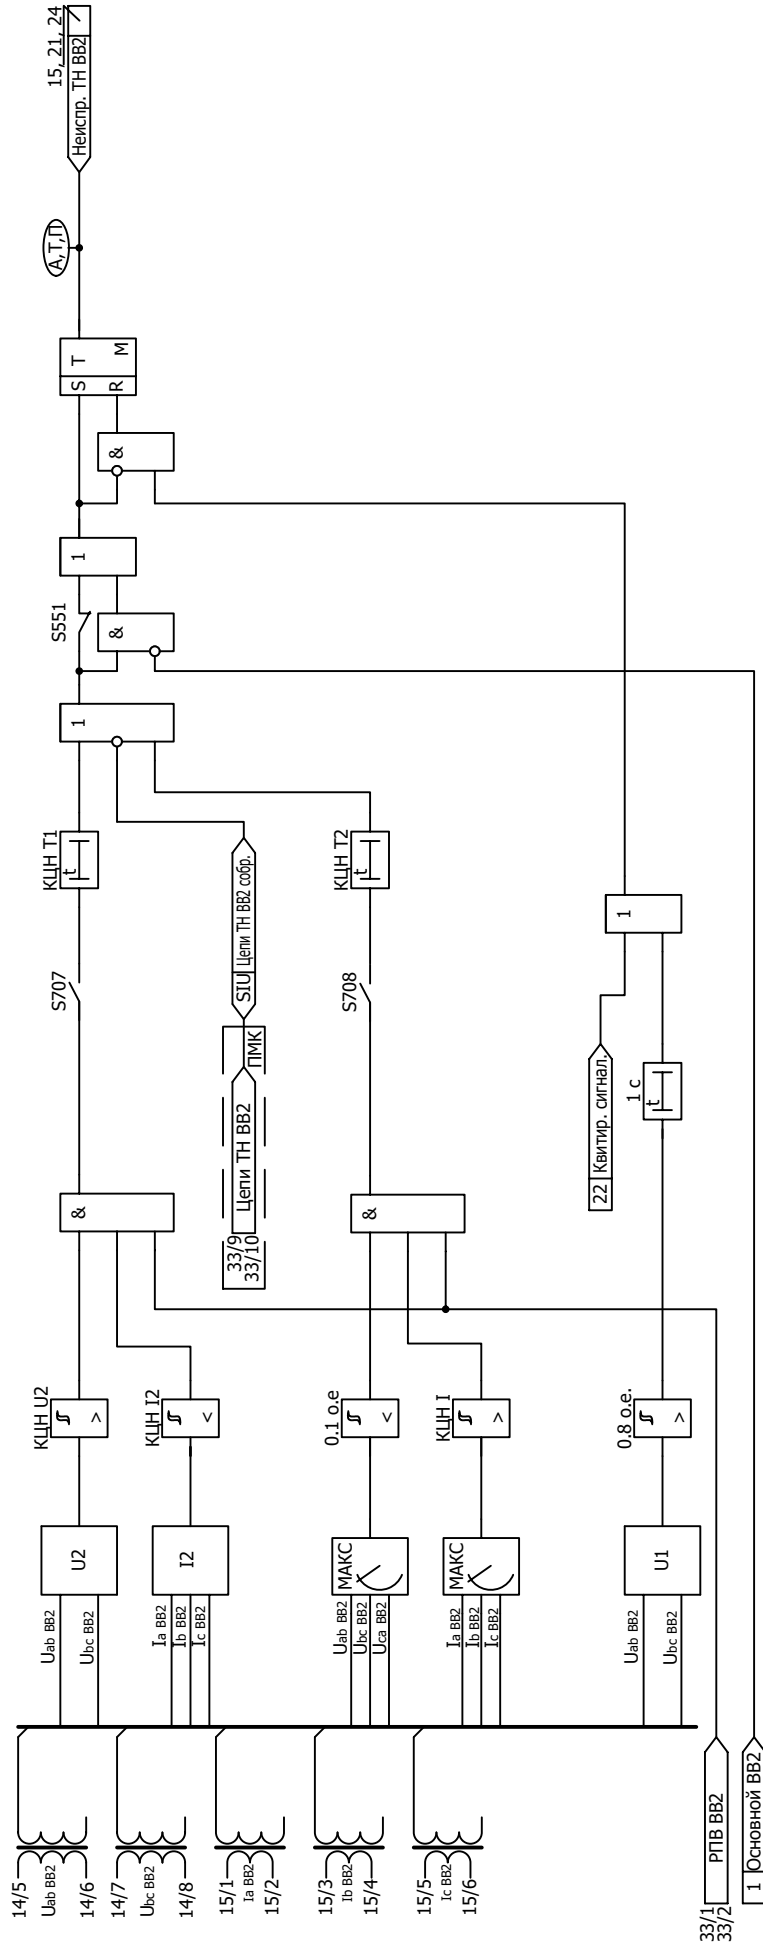 15, 21, 24
Неиспр. ТН ВВ2
А,Т,П
S T
R M
&
1
S551
&
1
КЦН Т1
t
S707
SIU Цепи ТН ВВ2 собр.
ПМК
Цепи ТН ВВ2
33/9
33/10
КЦН Т2
t
S708
1
22 Квитир. сигнал.
1 с
t
&
&
КЦН U2
>
КЦН I2
<
0.1 о.е
<
КЦН I
>
0.8 о.е.
>
U2
I2
МАКС
МАКС
U1
Uab ВВ2
Ubc ВВ2
Ia ВВ2
Ib ВВ2
Ic ВВ2
Uab ВВ2
Ubc ВВ2
Uca ВВ2
Ia ВВ2
Ib ВВ2
Ic ВВ2
Uab ВВ2
Ubc ВВ2
14/5
Uab ВВ2
14/6
14/7
Ubc ВВ2
14/8
15/1
Ia ВВ2
15/2
15/3
Ib ВВ2
15/4
15/5
Ic ВВ2
15/6
33/1
33/2
РПВ ВВ2
1 Основной ВВ2